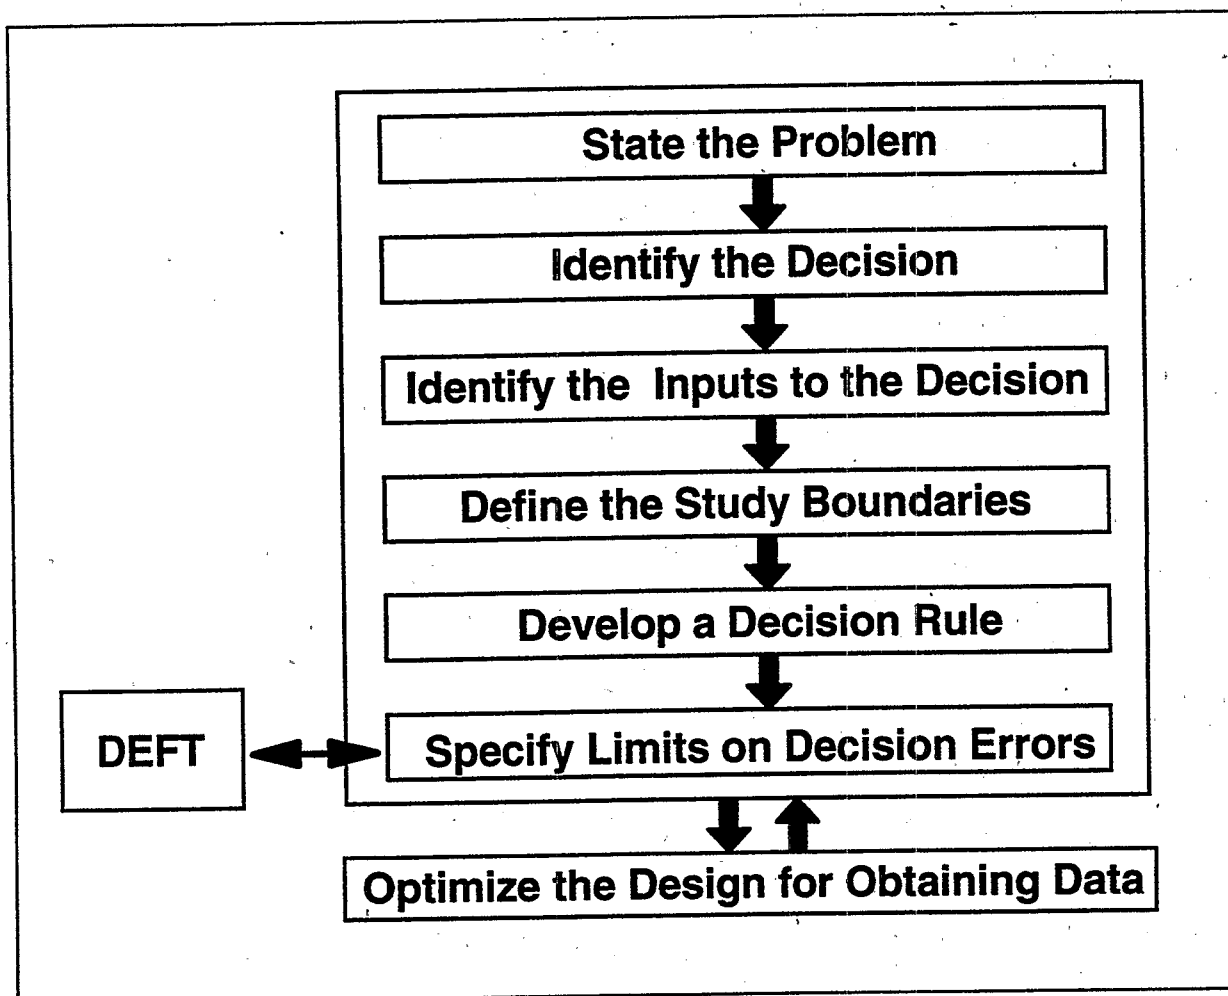 State the Problem
Identify the Decision
Identify the Inputs to the Decision
Define the Study Boundaries
Develop a Decision Rule
DEFT
Specify Limits on Decision Errors
Optimize the Design for Obtaining Data